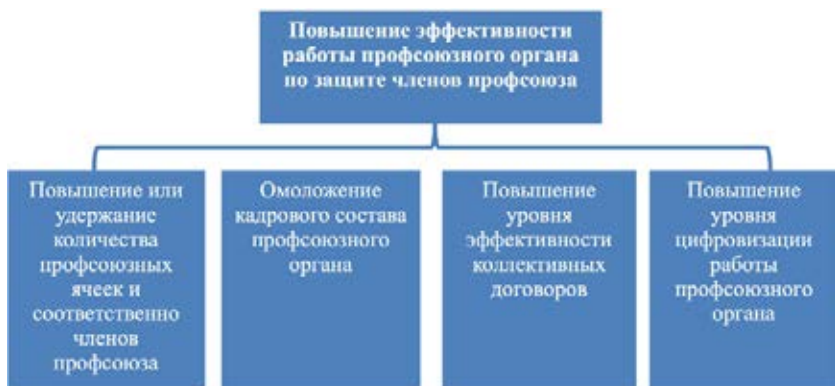 Повышение эффективности
работы профсоюзного органа
по защите членов профсоюза
Повышение или
удержание
количества
профсоюзных
ячеек и
соответственно
членов
профсоюза
Омоложение
кадрового состава
профсоюзного
органа
Повышение
уровня
эффективности
коллективных
договоров
Повышение
уровня
цифровизации
работы
профсоюзного
органа